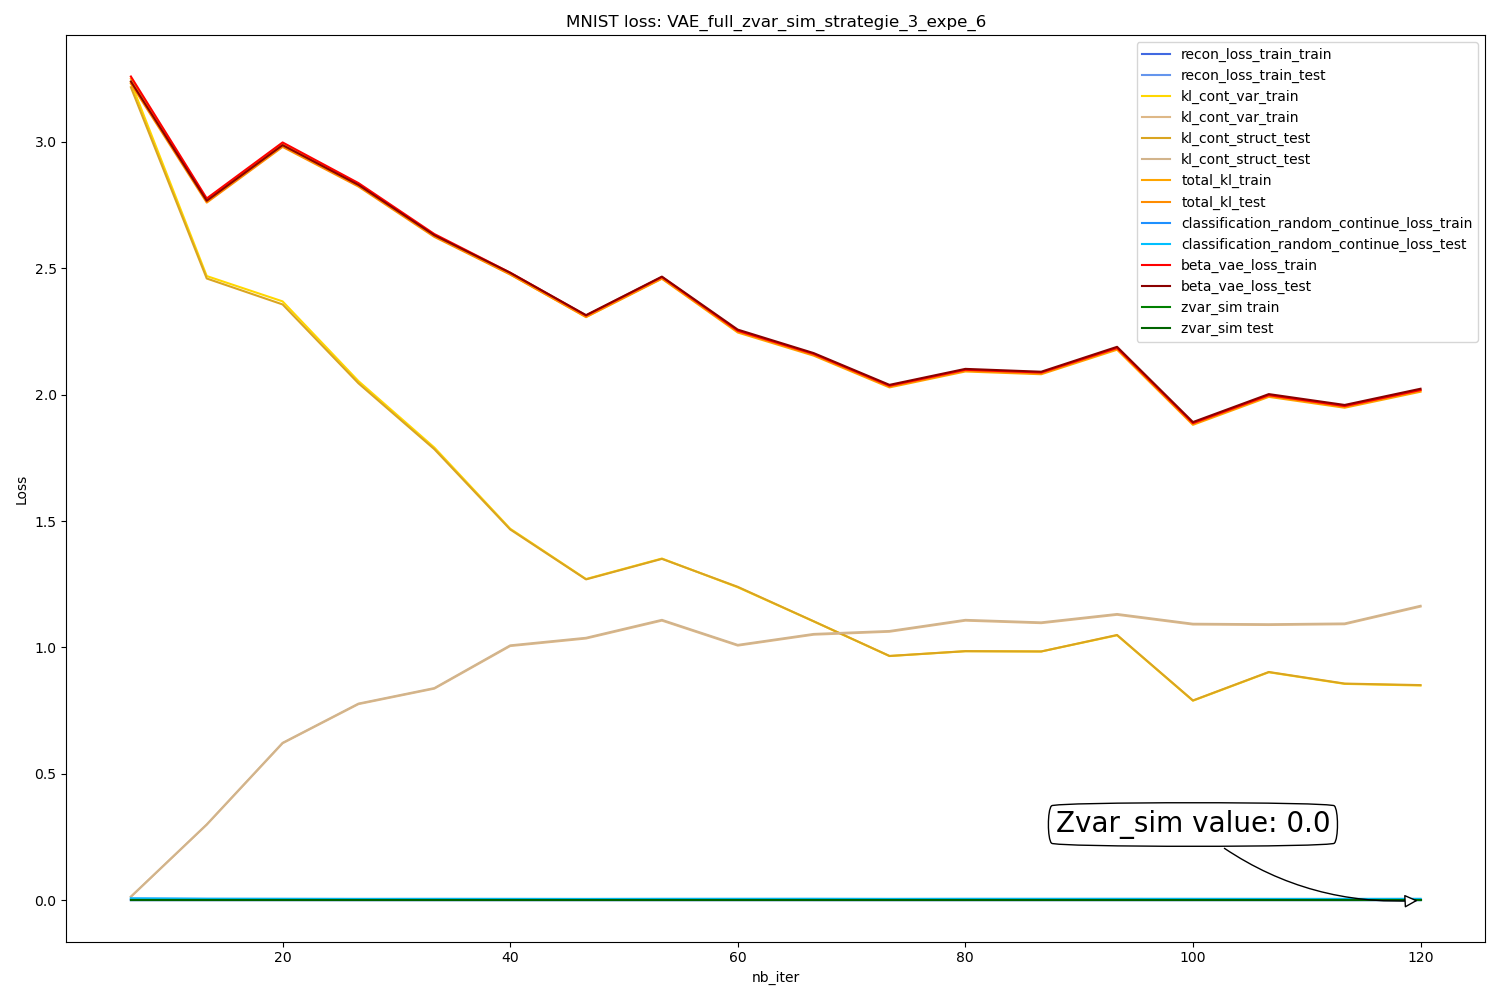 MNIST loss: VAE_full_zvar_sim_strategie_3_expe_6
recon_loss_train_train
recon_loss_train_test
kl_cont_var_train
kl_cont_var_train
kl_cont_struct_test
kl_cont_struct_test
total_kl_train
total_kl_test
classification_random_continue_loss_train
classification_random_continue_loss_test
beta_vae_loss_train
beta_vae_loss_test
zvar_sim train
zvar_sim test
3.0
2.5
2.0
1.5
1.0
0.5
0.0
Loss
Zvar_sim value: 0.0
20 40 60 80 100 120
nb_iter